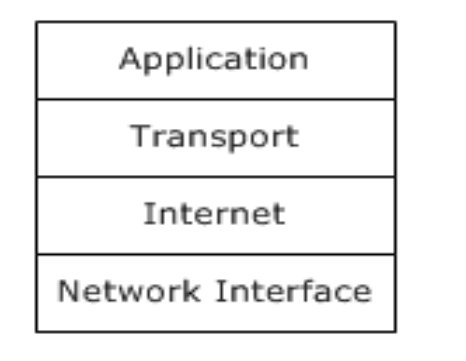 Application
Transport
Internet
Network Interface